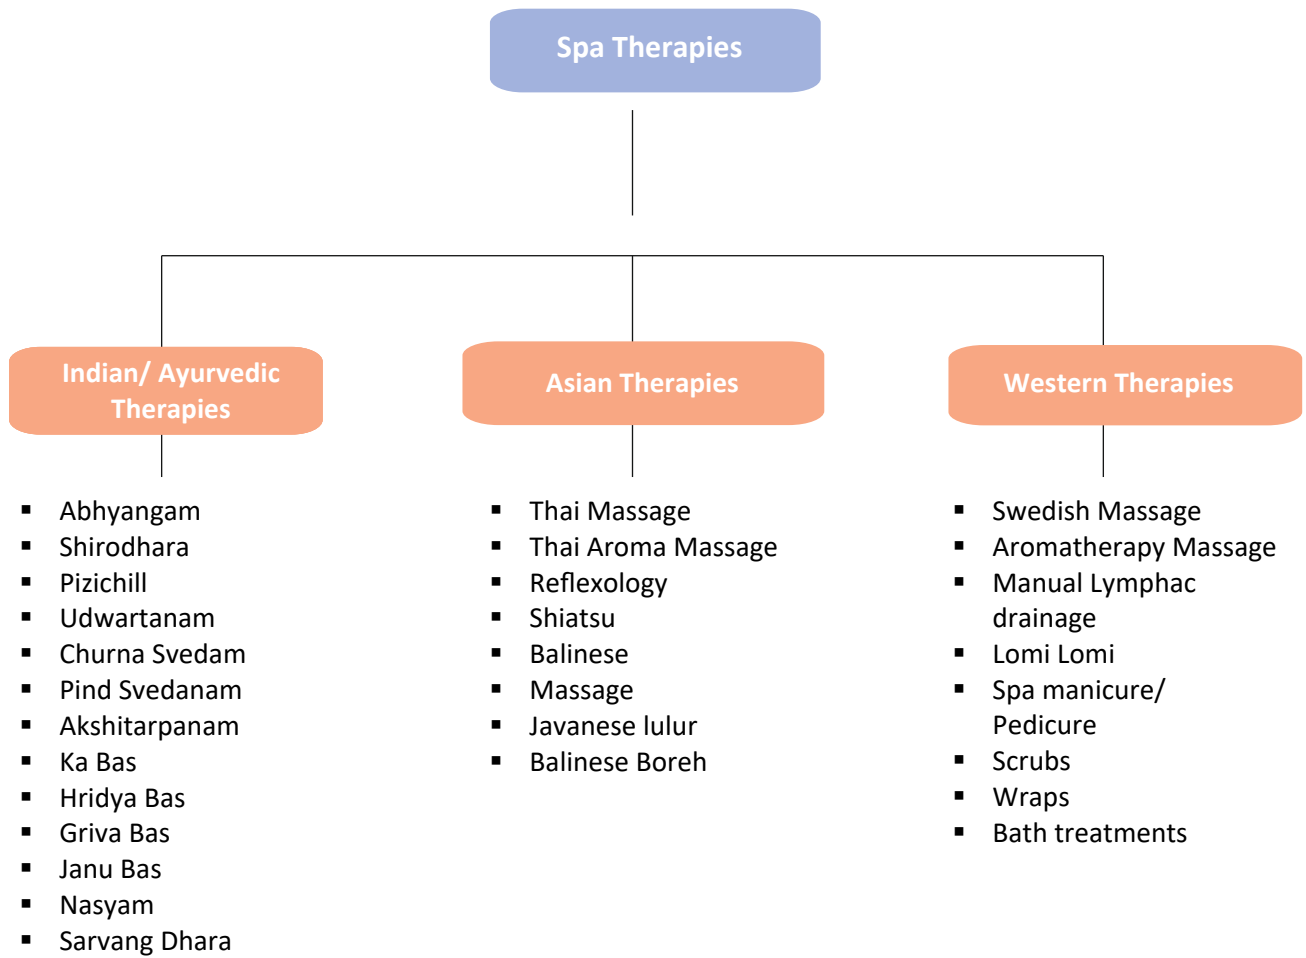 Spa Therapies
Indian/ Ayurvedic
Therapies
Asian Therapies
Western Therapies
▪ Abhyangam
▪ Shirodhara
▪ Pizichill
▪ Udwartanam
▪ Churna Svedam
▪ Pind Svedanam
▪ Akshitarpanam
▪ Ka Bas
▪ Hridya Bas
▪ Griva Bas
▪ Janu Bas
▪ Nasyam
▪ Sarvang Dhara
▪ Thai Massage
▪ Thai Aroma Massage
▪ Reflexology
▪ Shiatsu
▪ Balinese
▪ Massage
▪ Javanese lulur
▪ Balinese Boreh
▪ Swedish Massage
▪ Aromatherapy Massage
▪ Manual Lymphac
drainage
▪ Lomi Lomi
▪ Spa manicure/
Pedicure
▪ Scrubs
▪ Wraps
▪ Bath treatments